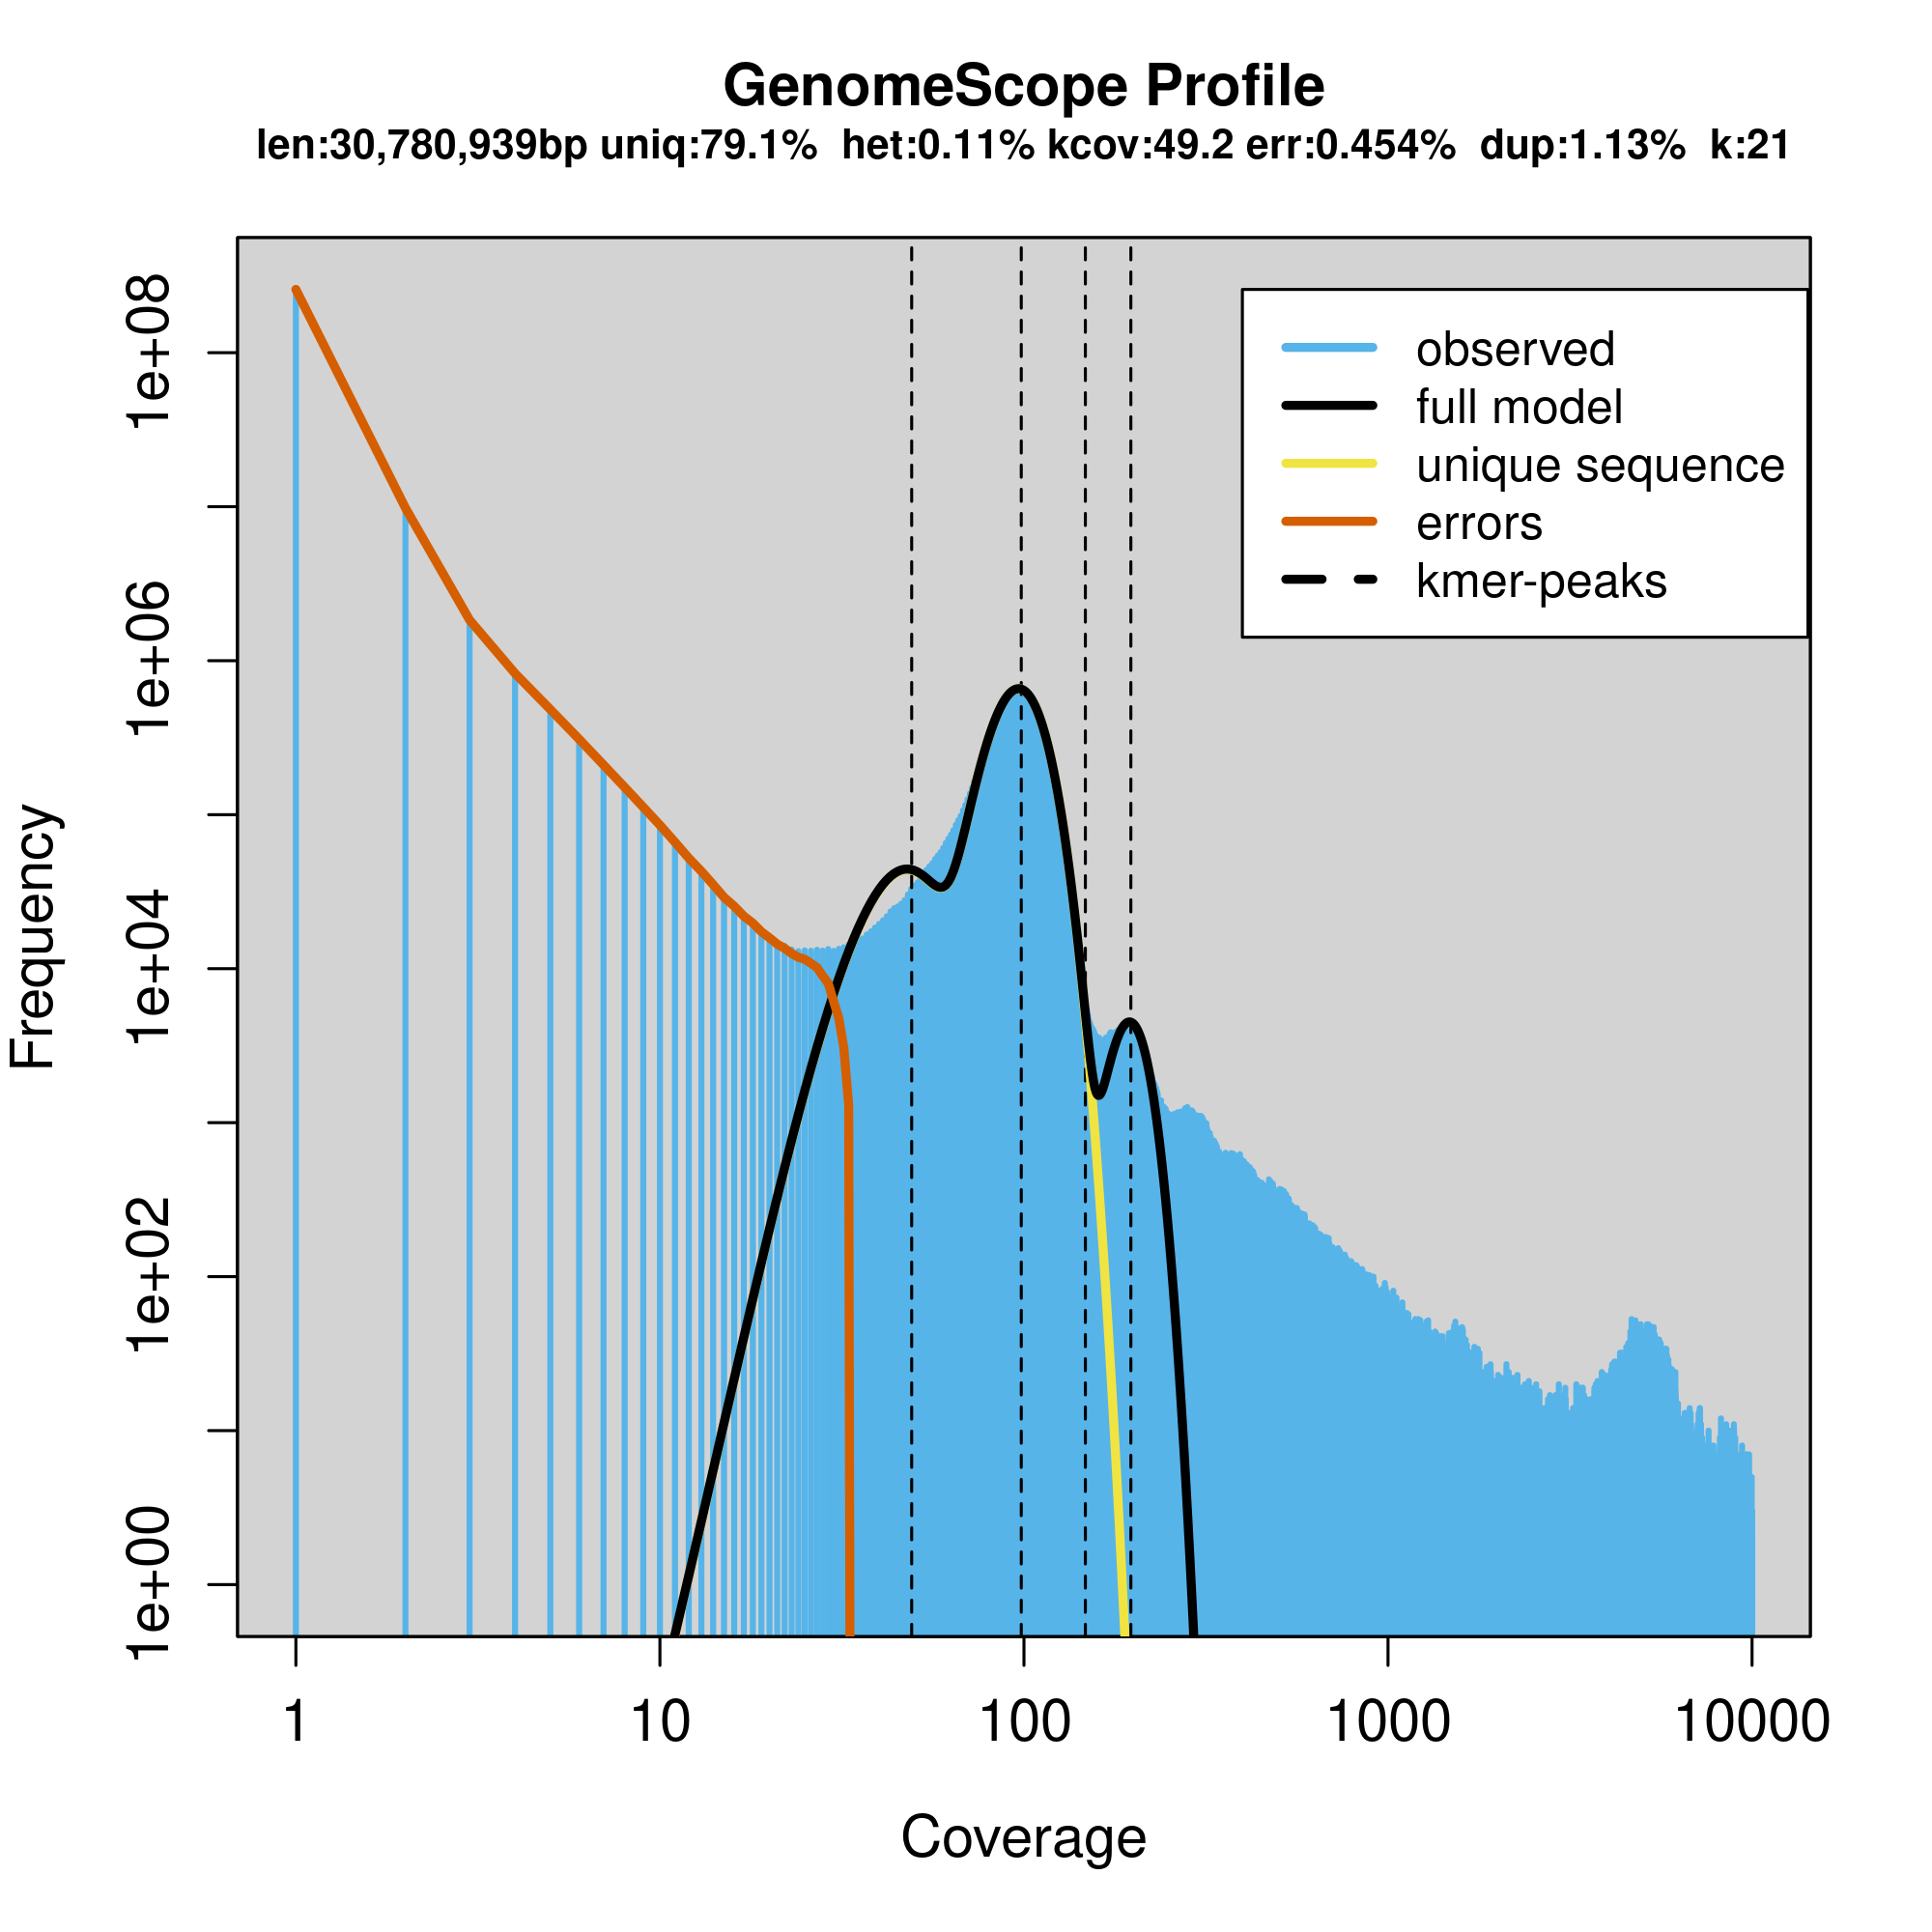 GenomeScope Profile
len:30,780,939bp uniq:79.1% het:0.11% kcov:49.2 err:0.454% dup:1.13% k:21
observed
full model
unique sequence
errors
kmer-peaks
Frequency
1e+08
1e+06
1e+04
1e+02
1e+00
1 10 100 1000 10000
Coverage